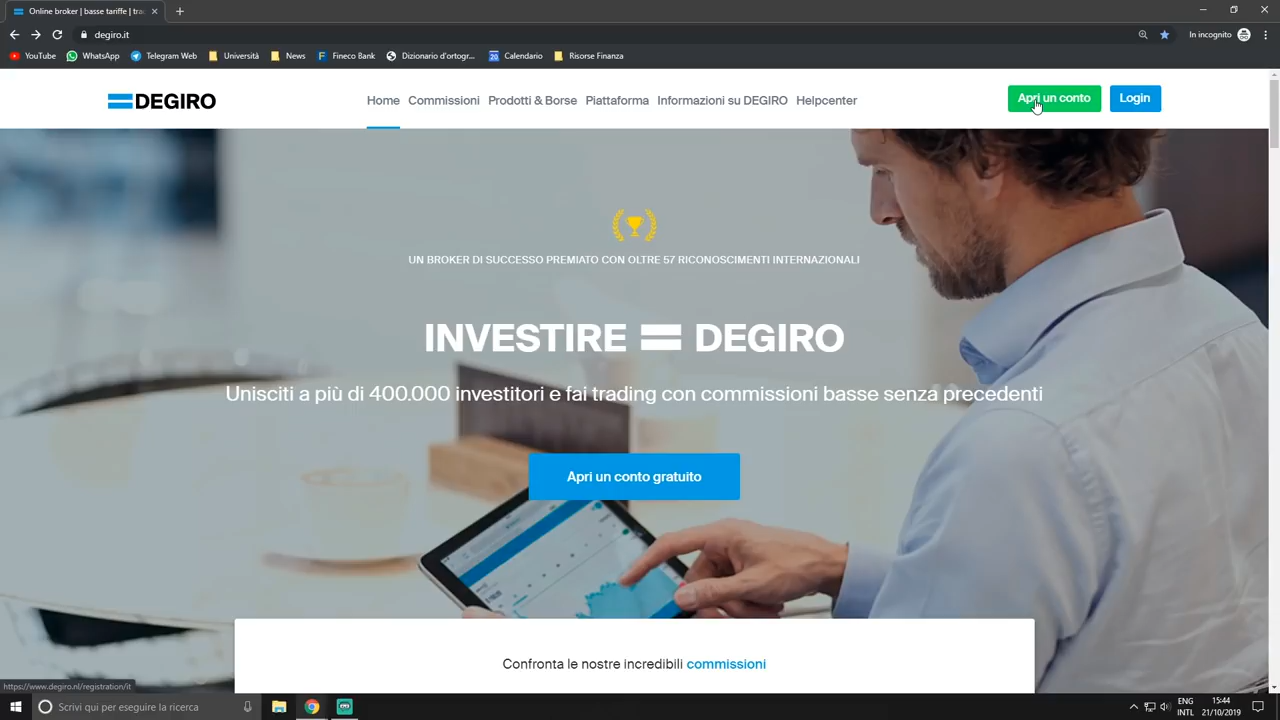 Online broker | basse tariffe | tra
degiro.it
In incognito
YouTube
WhatsApp
Telegram Web
Università
News
Fineco Bank
Dizionario d'ortogr...
Calendario
Risorse Finanza
DEGIRO
Home
Commissioni
Prodotti & Borse
Piattaforma
Informazioni su DEGIRO
Helpcenter
Apri un conto
Login
UN BROKER DI SUCCESSO PREMIATO CON OLTRE 57 RICONOSCIMENTI INTERNAZIONALI
INVESTIRE = DEGIRO
Unisciti a più di 400.000 investitori e fai trading con commissioni basse senza precedenti
Apri un conto gratuito
Confronta le nostre incredibili commissioni
https://www.degiro.nl/registration/it
Scrivi qui per eseguire la ricerca
ENG
INTL
15:44
21/10/2019